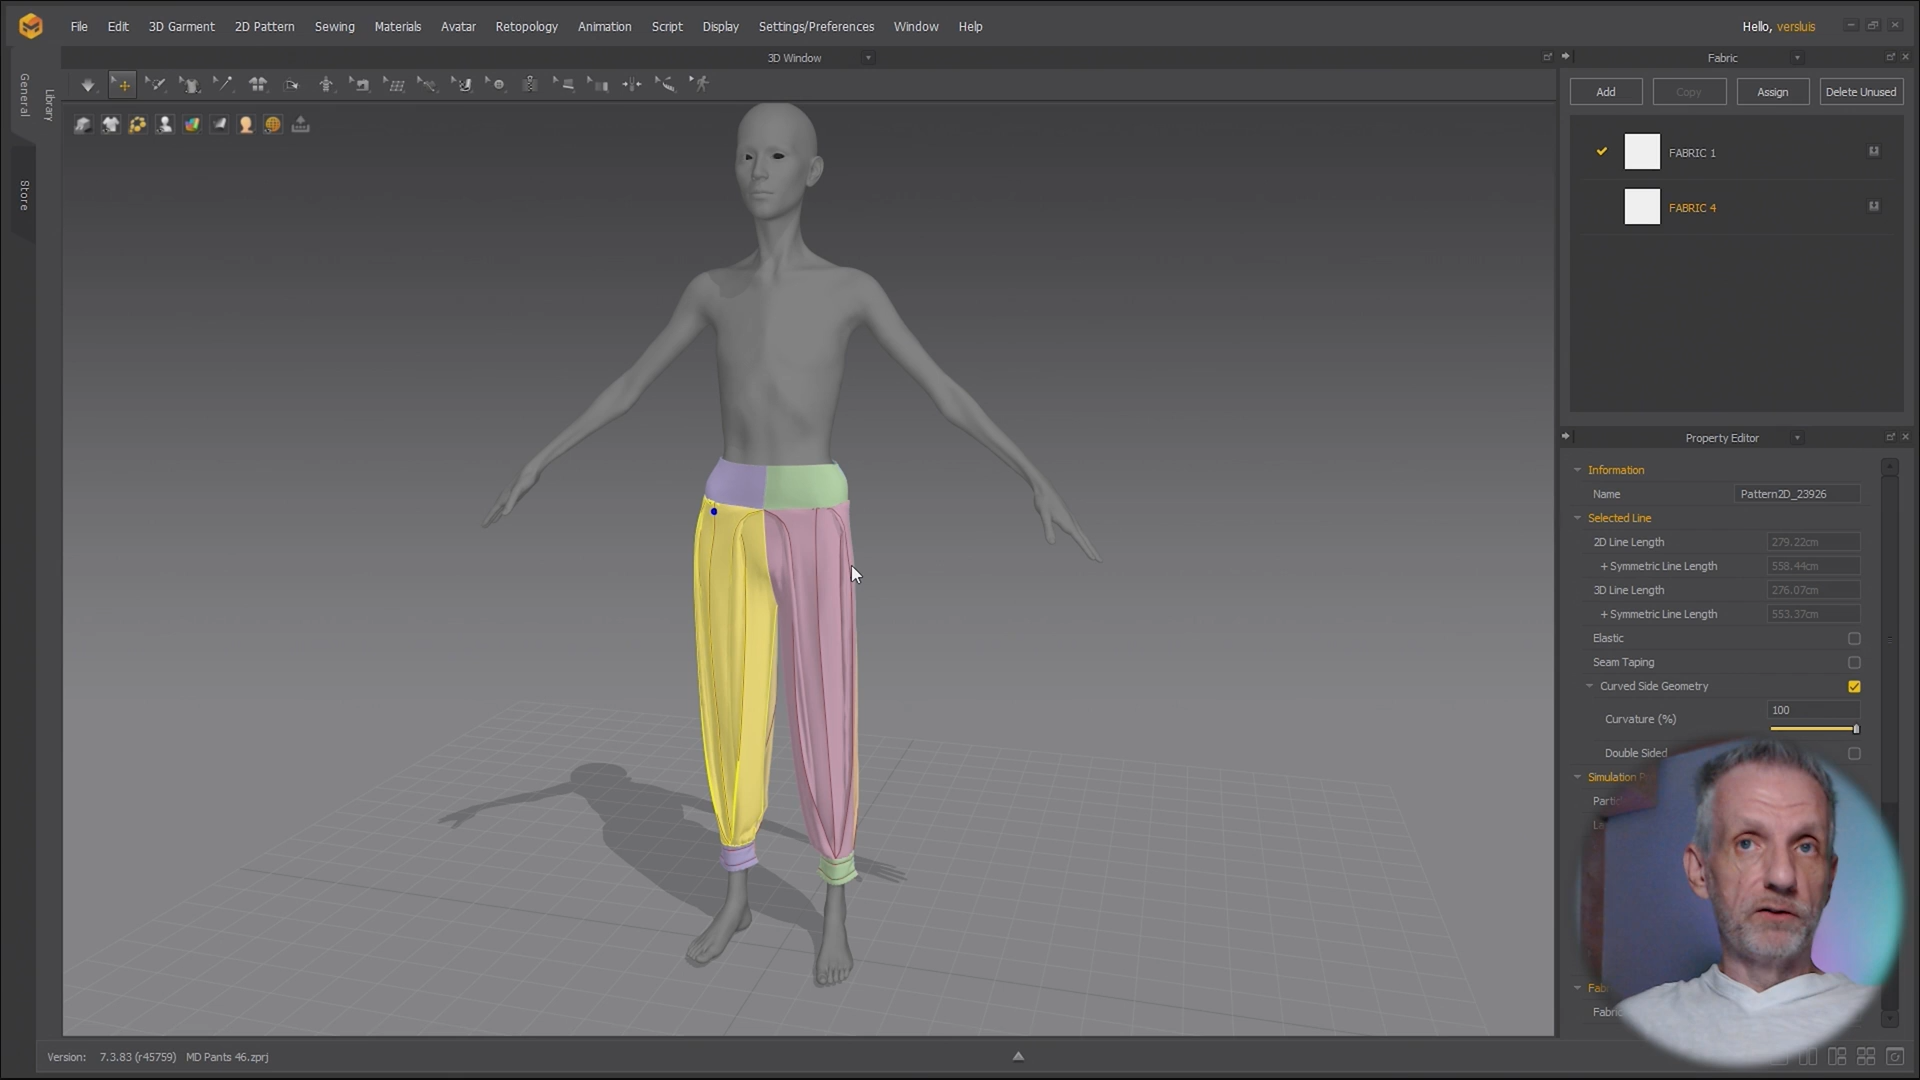 File Edit 3D Garment 2D Pattern Sewing Materials Avatar Retopology Animation Script Display Settings/Preferences Window Help
Hello, versluis
3D Window
General
Library
Store
Fabric
Add Copy Assign Delete Unused
FABRIC 1
FABRIC 4
Property Editor
Information
Name Pattern2D_23926
Selected Line
2D Line Length 279.22cm
+ Symmetric Line Length 558.44cm
3D Line Length 276.07cm
+ Symmetric Line Length 553.37cm
Elastic
Seam Taping
Curved Side Geometry
Curvature (%) 100
Double Sided
Simulation
Version: 7.3.83 (r45759) MD Pants 46.zprj